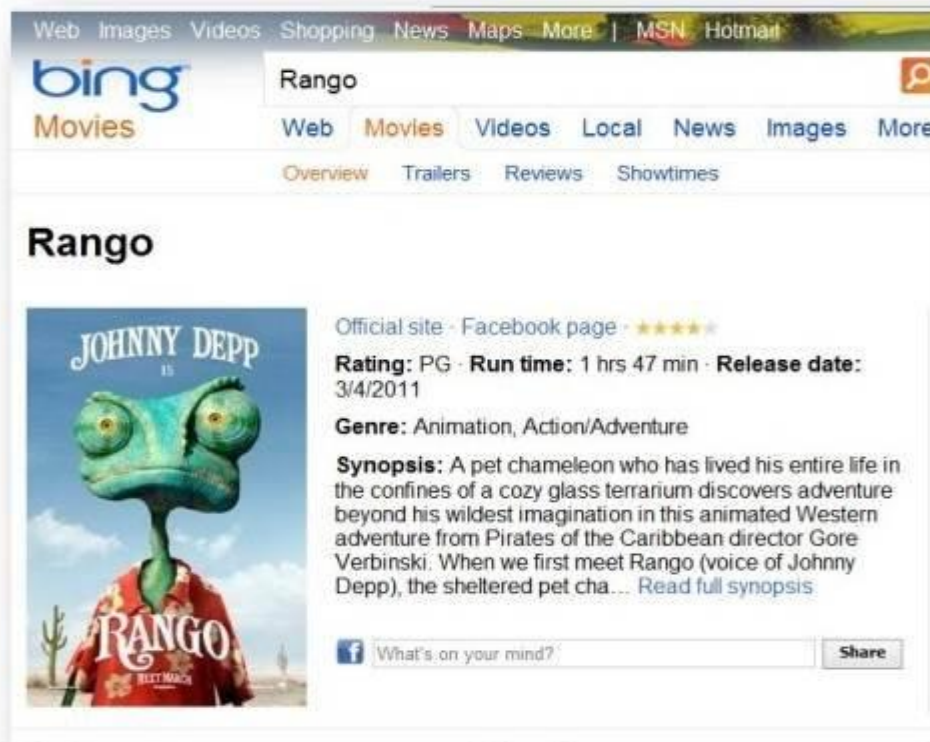 Web Images Videos Shopping News Maps More | MSN Hotmail
bing
Movies
Rango
Web Movies Videos Local News Images More
Overview Trailers Reviews Showtimes
Rango
JOHNNY DEPP
IS
RANGO
NEXT MARCH
Official site · Facebook page ·
Rating: PG · Run time: 1 hrs 47 min · Release date:
3/4/2011
Genre: Animation, Action/Adventure
Synopsis: A pet chameleon who has lived his entire life in
the confines of a cozy glass terrarium discovers adventure
beyond his wildest imagination in this animated Western
adventure from Pirates of the Caribbean director Gore
Verbinski. When we first meet Rango (voice of Johnny
Depp), the sheltered pet cha... Read full synopsis
f What's on your mind? Share